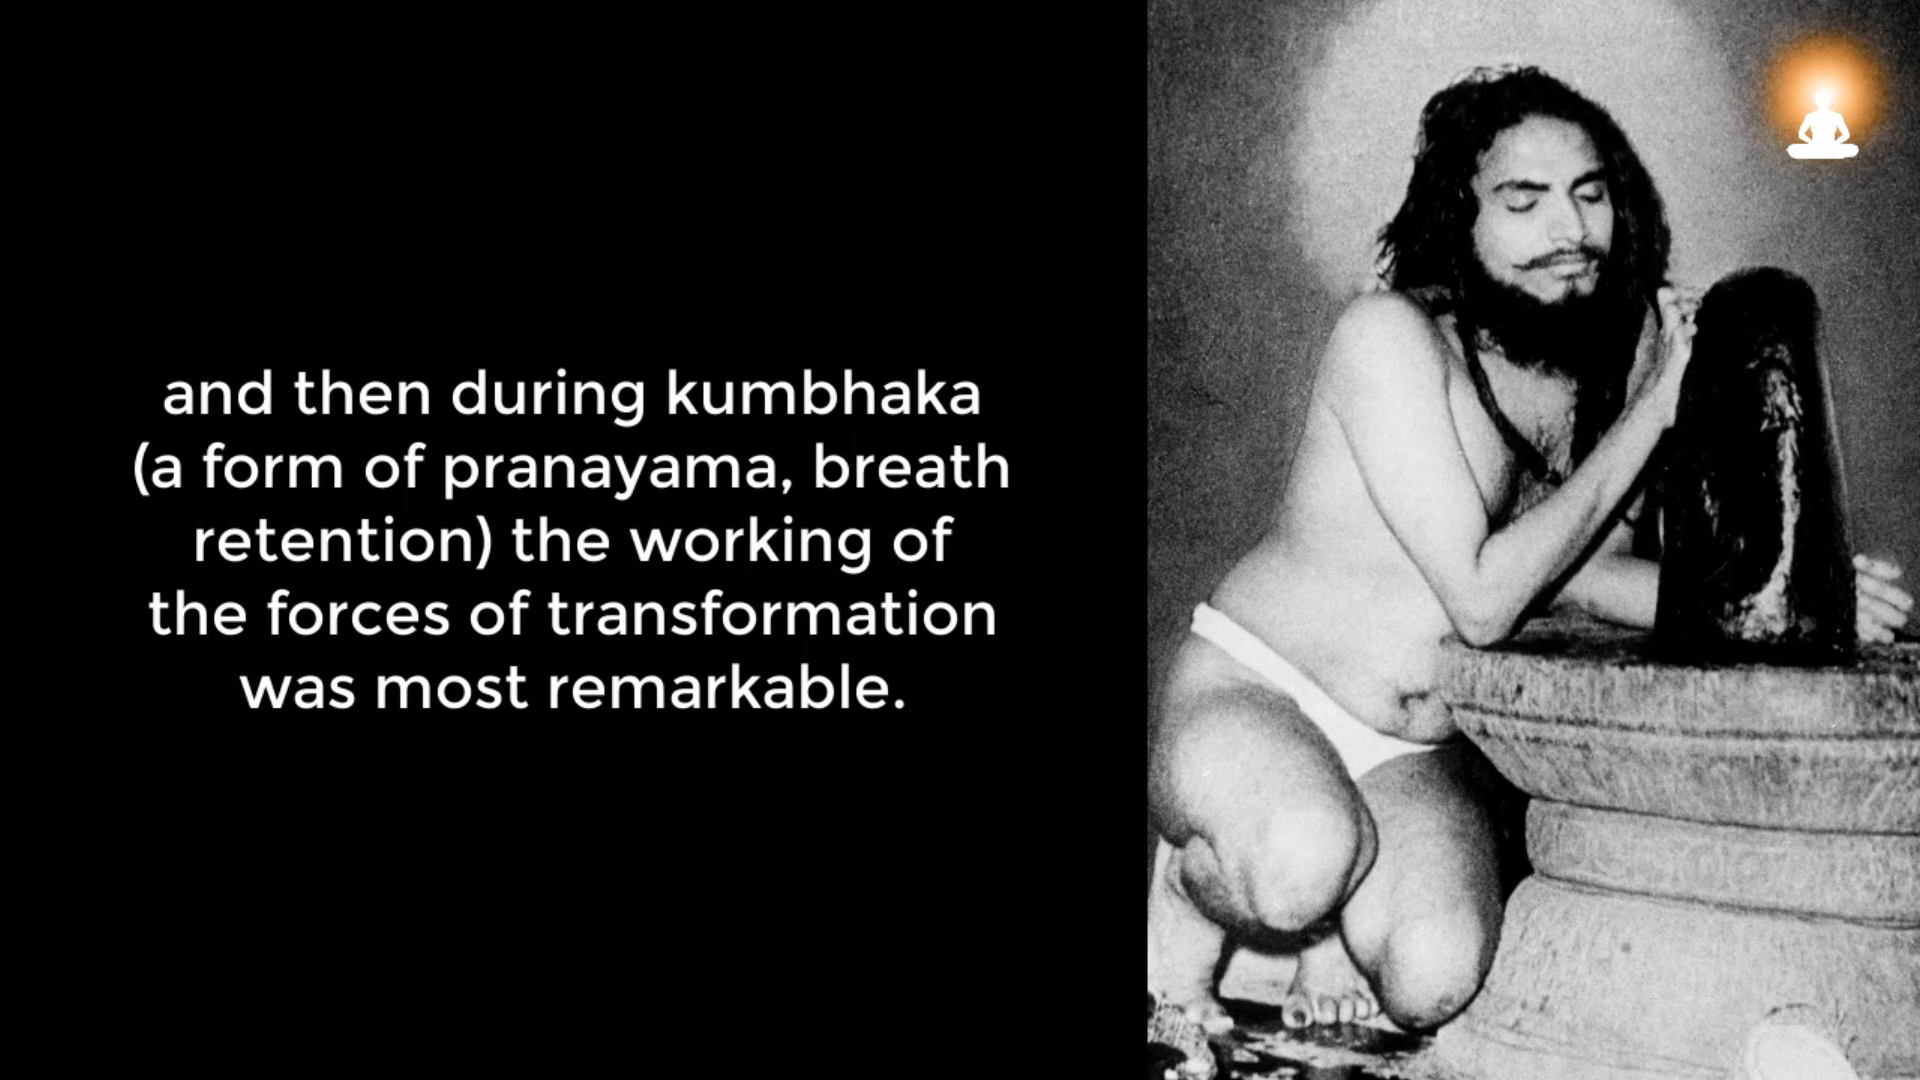 and then during kumbhaka
(a form of pranayama, breath
retention) the working of
the forces of transformation
was most remarkable.